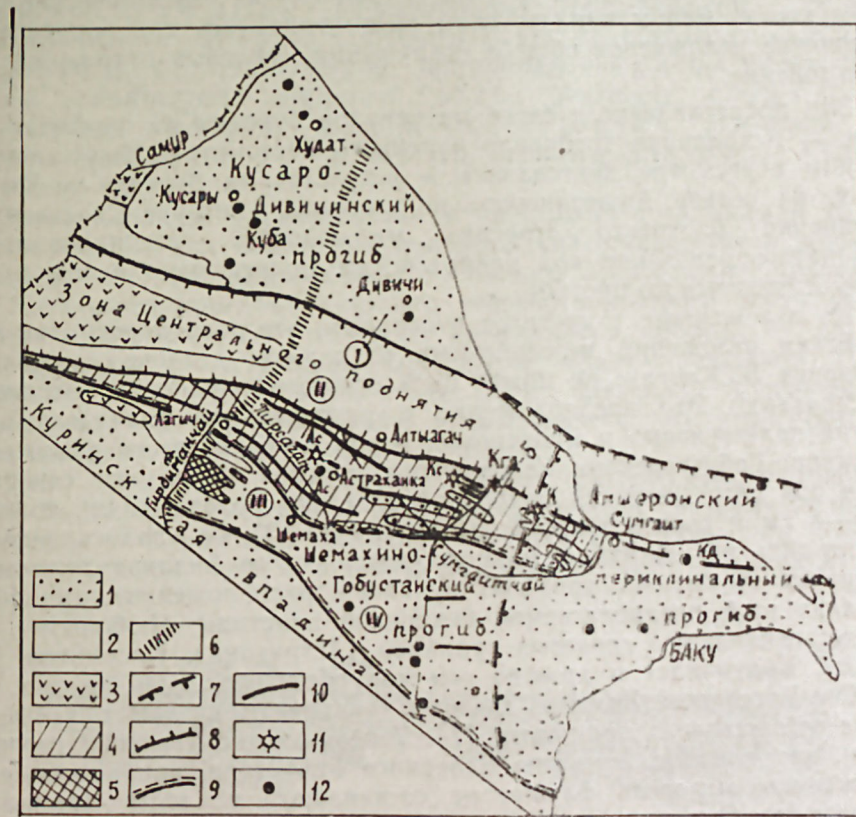 Самур
Худат
Кусаро
Кусары
Дивичинский
Куба
прогиб
Дивичи
Зона Центрального поднятия
I
II
Лагич
Пирсагат
Ас
Алтыагач
Кс
Кгд
Астраханка
Ас
К
Б
Гирдиманчай
III
Апшеронский
Сумгаит
Шемаха
Шемахино-
Сумгаитчай
КД
периклинальный
Гобустанский
прогиб
IV
прогиб
БАКУ
Куринская впадина
1
2
3
4
5
6
7
8
9
10
11
12